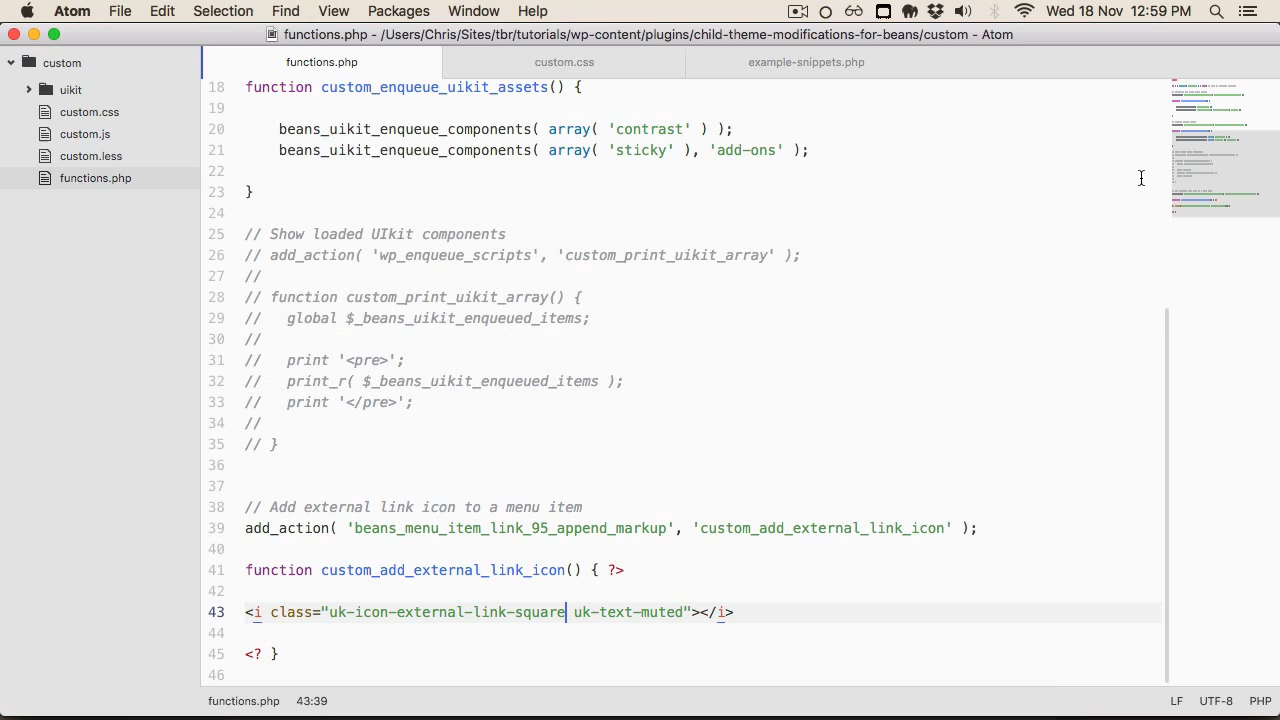 Atom File Edit Selection Find View Packages Window Help Wed 18 Nov 12:59 PM
functions.php - /Users/Chris/Sites/tbr/tutorials/wp-content/plugins/child-theme-modifications-for-beans/custom - Atom
custom
uikit
custom.css
custom.js
custom.less
functions.php
functions.php custom.css example-snippets.php
18 function custom_enqueue_uikit_assets() {
19
20 beans_uikit_enqueue_components( array( 'contrast' ) );
21 beans_uikit_enqueue_components( array( 'sticky' ), 'add-ons' );
22
23 }
24
25 // Show loaded UIkit components
26 // add_action( 'wp_enqueue_scripts', 'custom_print_uikit_array' );
27 //
28 // function custom_print_uikit_array() {
29 // global $_beans_uikit_enqueued_items;
30 //
31 // print '<pre>';
32 // print_r( $_beans_uikit_enqueued_items );
33 // print '</pre>';
34 //
35 // }
36
37
38 // Add external link icon to a menu item
39 add_action( 'beans_menu_item_link_95_append_markup', 'custom_add_external_link_icon' );
40
41 function custom_add_external_link_icon() { ?>
42
43 <i class="uk-icon-external-link-square uk-text-muted"></i>
44
45 <? }
46
functions.php 43:39 LF UTF-8 PHP